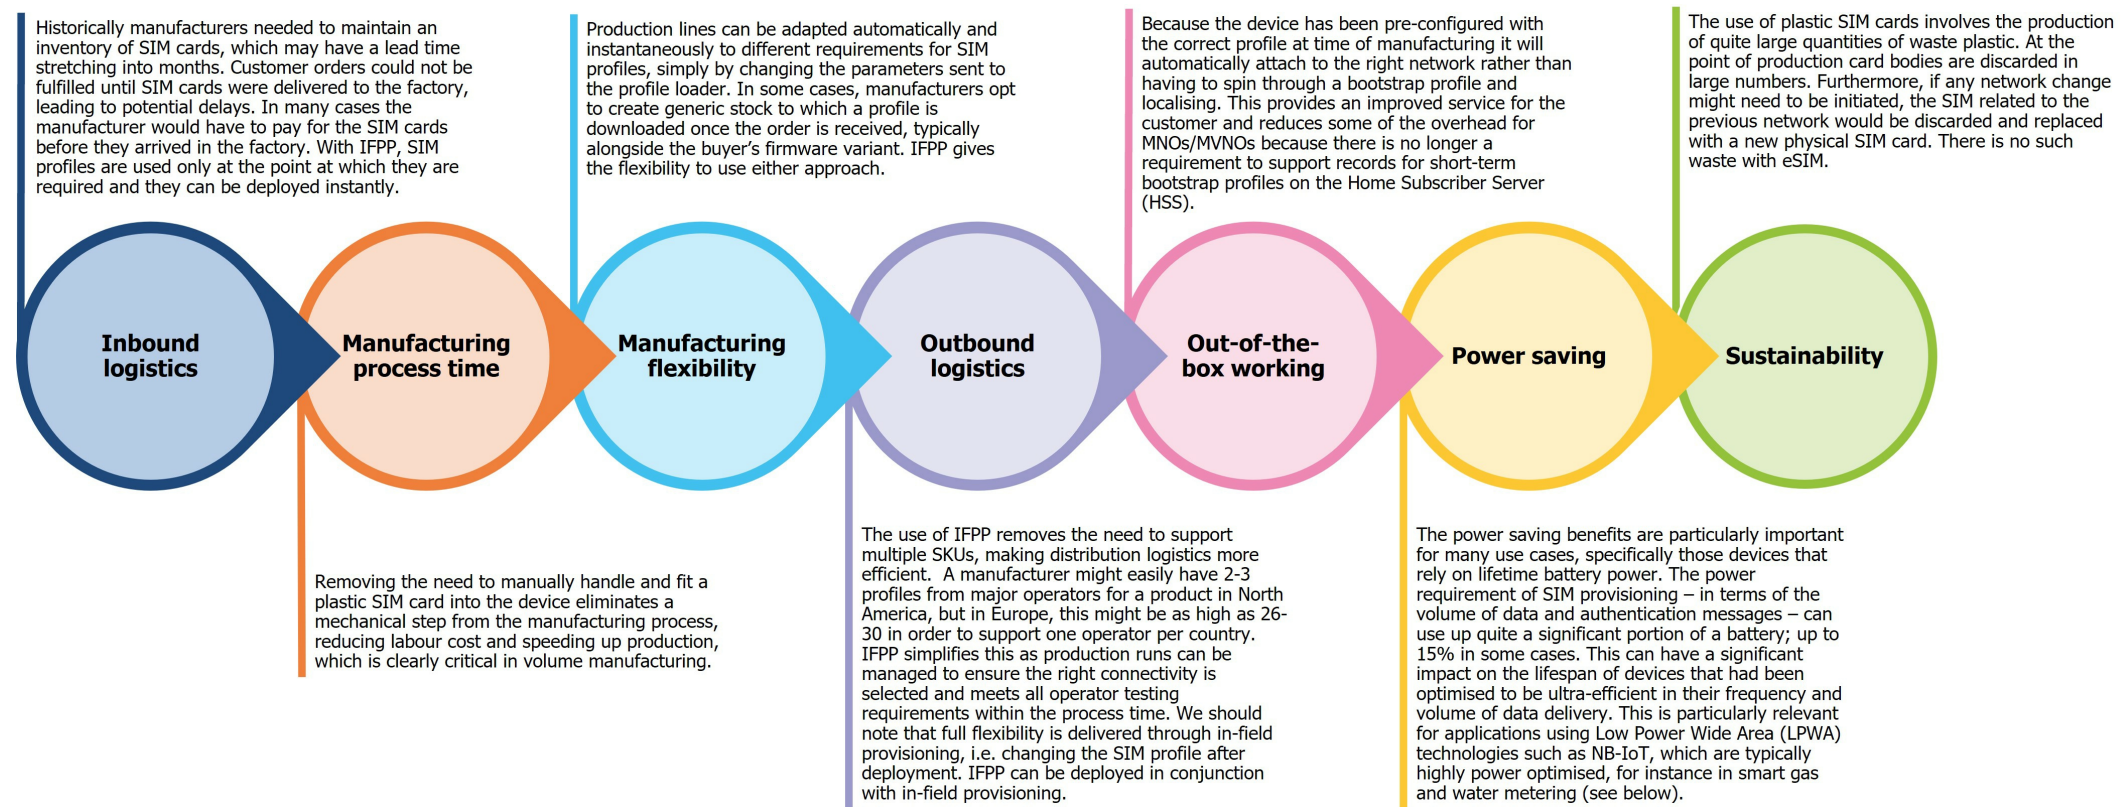 Historically manufacturers needed to maintain an
inventory of SIM cards, which may have a lead time
stretching into months. Customer orders could not be
fulfilled until SIM cards were delivered to the factory,
leading to potential delays. In many cases the
manufacturer would have to pay for the SIM cards
before they arrived in the factory. With IFPP, SIM
profiles are used only at the point at which they are
required and they can be deployed instantly.
Production lines can be adapted automatically and
instantaneously to different requirements for SIM
profiles, simply by changing the parameters sent to
the profile loader. In some cases, manufacturers opt
to create generic stock to which a profile is
downloaded once the order is received, typically
alongside the buyer's firmware variant. IFPP gives
the flexibility to use either approach.
Because the device has been pre-configured with
the correct profile at time of manufacturing it will
automatically attach to the right network rather than
having to spin through a bootstrap profile and
localising. This provides an improved service for the
customer and reduces some of the overhead for
MNOs/MVNOs because there is no longer a
requirement to support records for short-term
bootstrap profiles on the Home Subscriber Server
(HSS).
The use of plastic SIM cards involves the production
of quite large quantities of waste plastic. At the
point of production card bodies are discarded in
large numbers. Furthermore, if any network change
might need to be initiated, the SIM related to the
previous network would be discarded and replaced
with a new physical SIM card. There is no such
waste with eSIM.
Inbound
logistics
Manufacturing
process time
Manufacturing
flexibility
Outbound
logistics
Out-of-the-
box working
Power saving
Sustainability
Removing the need to manually handle and fit a
plastic SIM card into the device eliminates a
mechanical step from the manufacturing process,
reducing labour cost and speeding up production,
which is clearly critical in volume manufacturing.
The use of IFPP removes the need to support
multiple SKUs, making distribution logistics more
efficient.  A manufacturer might easily have 2-3
profiles from major operators for a product in North
America, but in Europe, this might be as high as 26-
30 in order to support one operator per country.
IFPP simplifies this as production runs can be
managed to ensure the right connectivity is
selected and meets all operator testing
requirements within the process time. We should
note that full flexibility is delivered through in-field
provisioning, i.e. changing the SIM profile after
deployment. IFPP can be deployed in conjunction
with in-field provisioning.
The power saving benefits are particularly important
for many use cases, specifically those devices that
rely on lifetime battery power. The power
requirement of SIM provisioning – in terms of the
volume of data and authentication messages – can
use up quite a significant portion of a battery; up to
15% in some cases. This can have a significant
impact on the lifespan of devices that had been
optimised to be ultra-efficient in their frequency and
volume of data delivery. This is particularly relevant
for applications using Low Power Wide Area (LPWA)
technologies such as NB-IoT, which are typically
highly power optimised, for instance in smart gas
and water metering (see below).